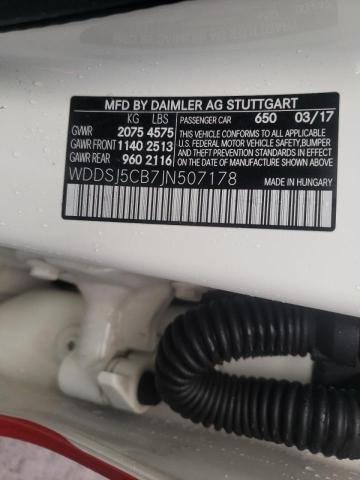 MFD BY DAIMLER AG STUTTGART
KG LBS PASSENGER CAR 650 03/17
GVWR 2075 4575
GAWR FRONT 1140 2513
GAWR REAR 960 2116
THIS VEHICLE CONFORMS TO ALL APPLICABLE
U.S. FEDERAL MOTOR VEHICLE SAFETY,BUMPER
AND THEFT PREVENTION STANDARDS IN EFFECT
ON THE DATE OF MANUFACTURE SHOWN ABOVE.
WDDSJ5CB7JN507178 MADE IN HUNGARY